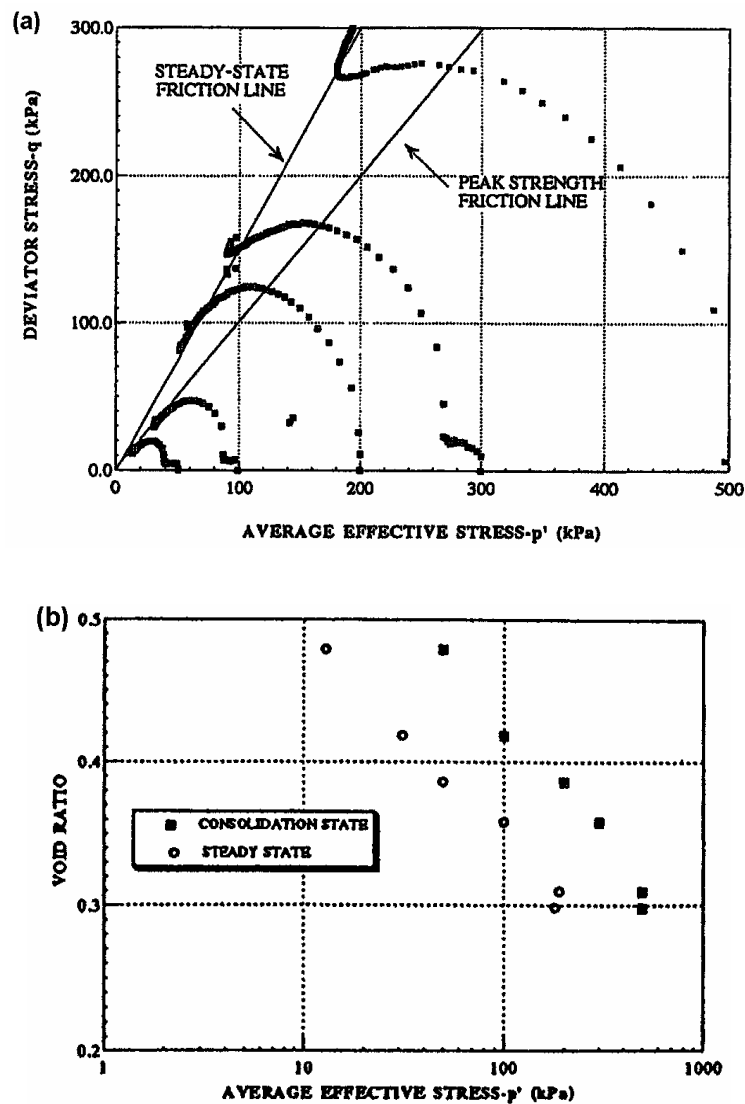 (a)
300.0
200.0
100.0
0.0
DEVIATOR STRESS-q (kPa)
STEADY-STATE
FRICTION LINE
PEAK STRENGTH
FRICTION LINE
0
100
200
300
400
500
AVERAGE EFFECTIVE STRESS-p' (kPa)
(b)
0.5
0.4
0.3
0.2
VOID RATIO
CONSOLIDATION STATE
STEADY STATE
1
10
100
1000
AVERAGE EFFECTIVE STRESS-p' (kPa)